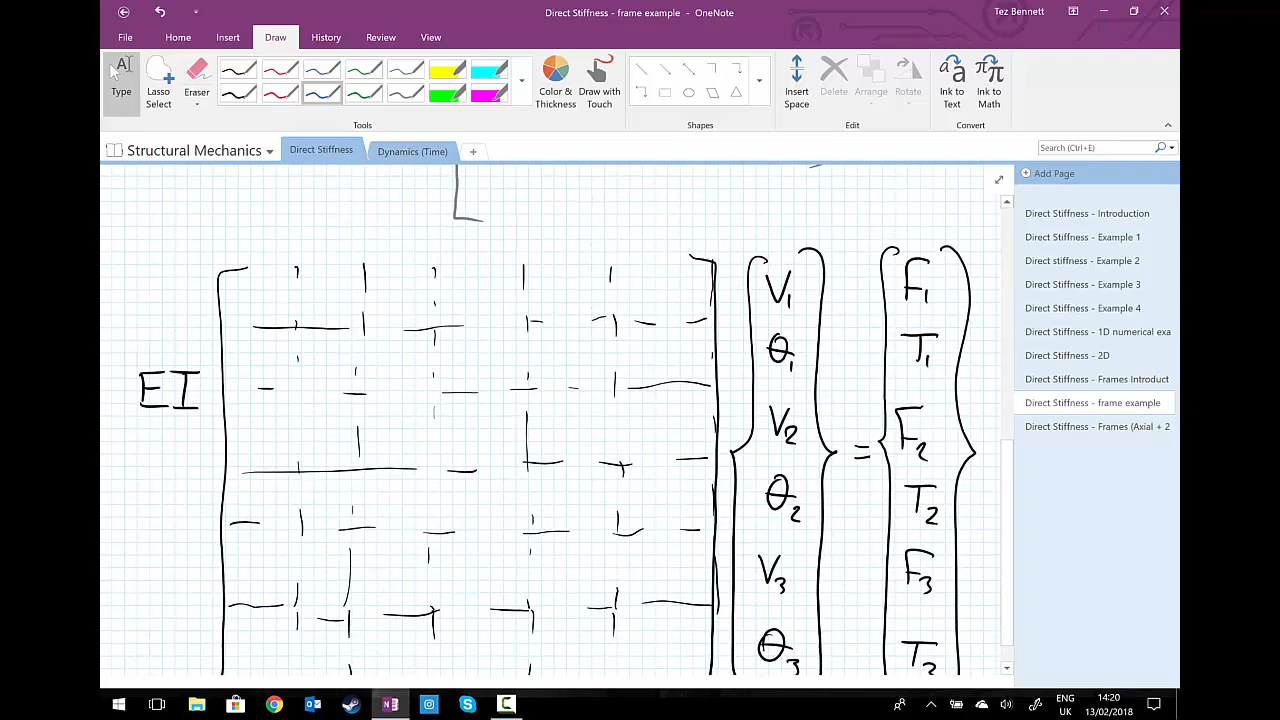 Direct Stiffness - frame example - OneNote
Tez Bennett
File Home Insert Draw History Review View
Type
Lasso Select
Eraser
Color & Thickness
Draw with Touch
Insert Space
Delete
Arrange
Rotate
Ink to Text
Ink to Math
Tools
Shapes
Edit
Convert
Structural Mechanics
Direct Stiffness
Dynamics (Time)
Search (Ctrl+E)
Add Page
Direct Stiffness - Introduction
Direct Stiffness - Example 1
Direct stiffness - Example 2
Direct Stiffness - Example 3
Direct Stiffness - Example 4
Direct Stiffness - 1D numerical exa
Direct Stiffness - 2D
Direct Stiffness - Frames Introduct
Direct Stiffness - frame example
Direct Stiffness - Frames (Axial + 2
V1 F1
θ1 T1
EI
V2 = F2
θ2 T2
V3 F3
θ3 T3
ENG
UK
14:20
13/02/2018